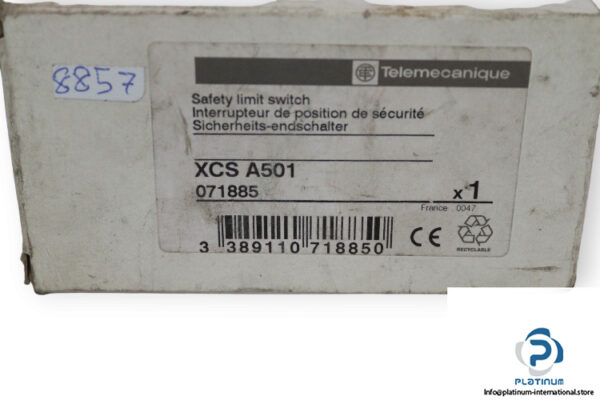 8857
Telemecanique
Safety limit switch
Interrupteur de position de sécurité
Sicherheits-endschalter
XCS A501
071885
x 1
France 0047
3 389110 718850
CE
RECYCLABLE
PLATINUM
Info@platinum-international.store